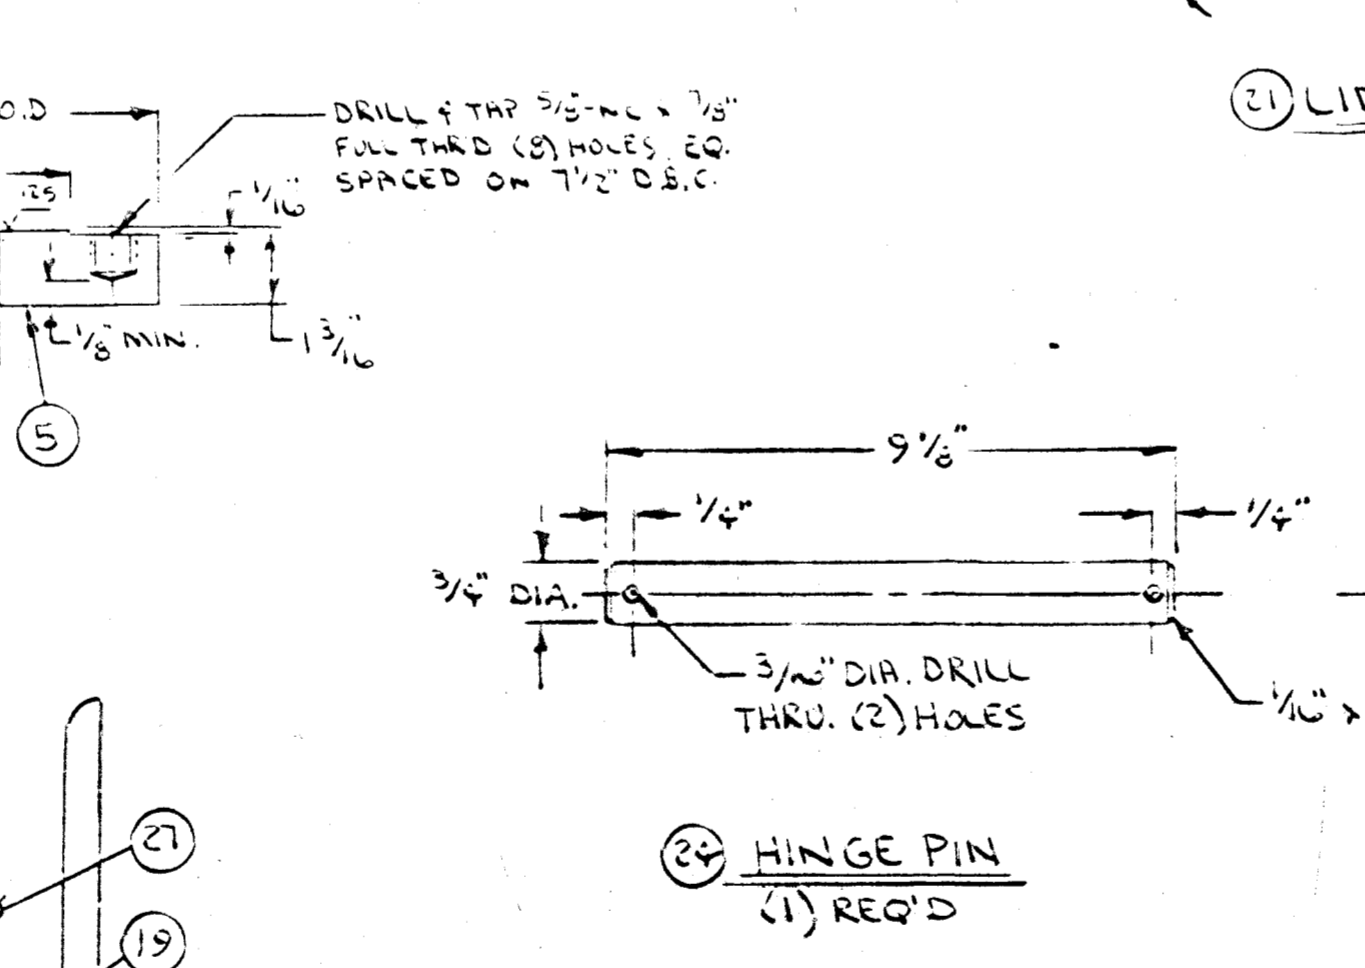 O.D
DRILL & TAP 5/8"-NC x 7/8"
FULL THR'D (8) HOLES EQ.
SPACED ON 7 1/2" D.B.C.
21 LID
1/16"
125
1/8" MIN.
1 3/16"
5
9 1/8"
1/4"
1/4"
3/4" DIA.
3/16" DIA. DRILL
THRU. (2) HOLES
1/16" x
27
24 HINGE PIN
(1) REQ'D
19